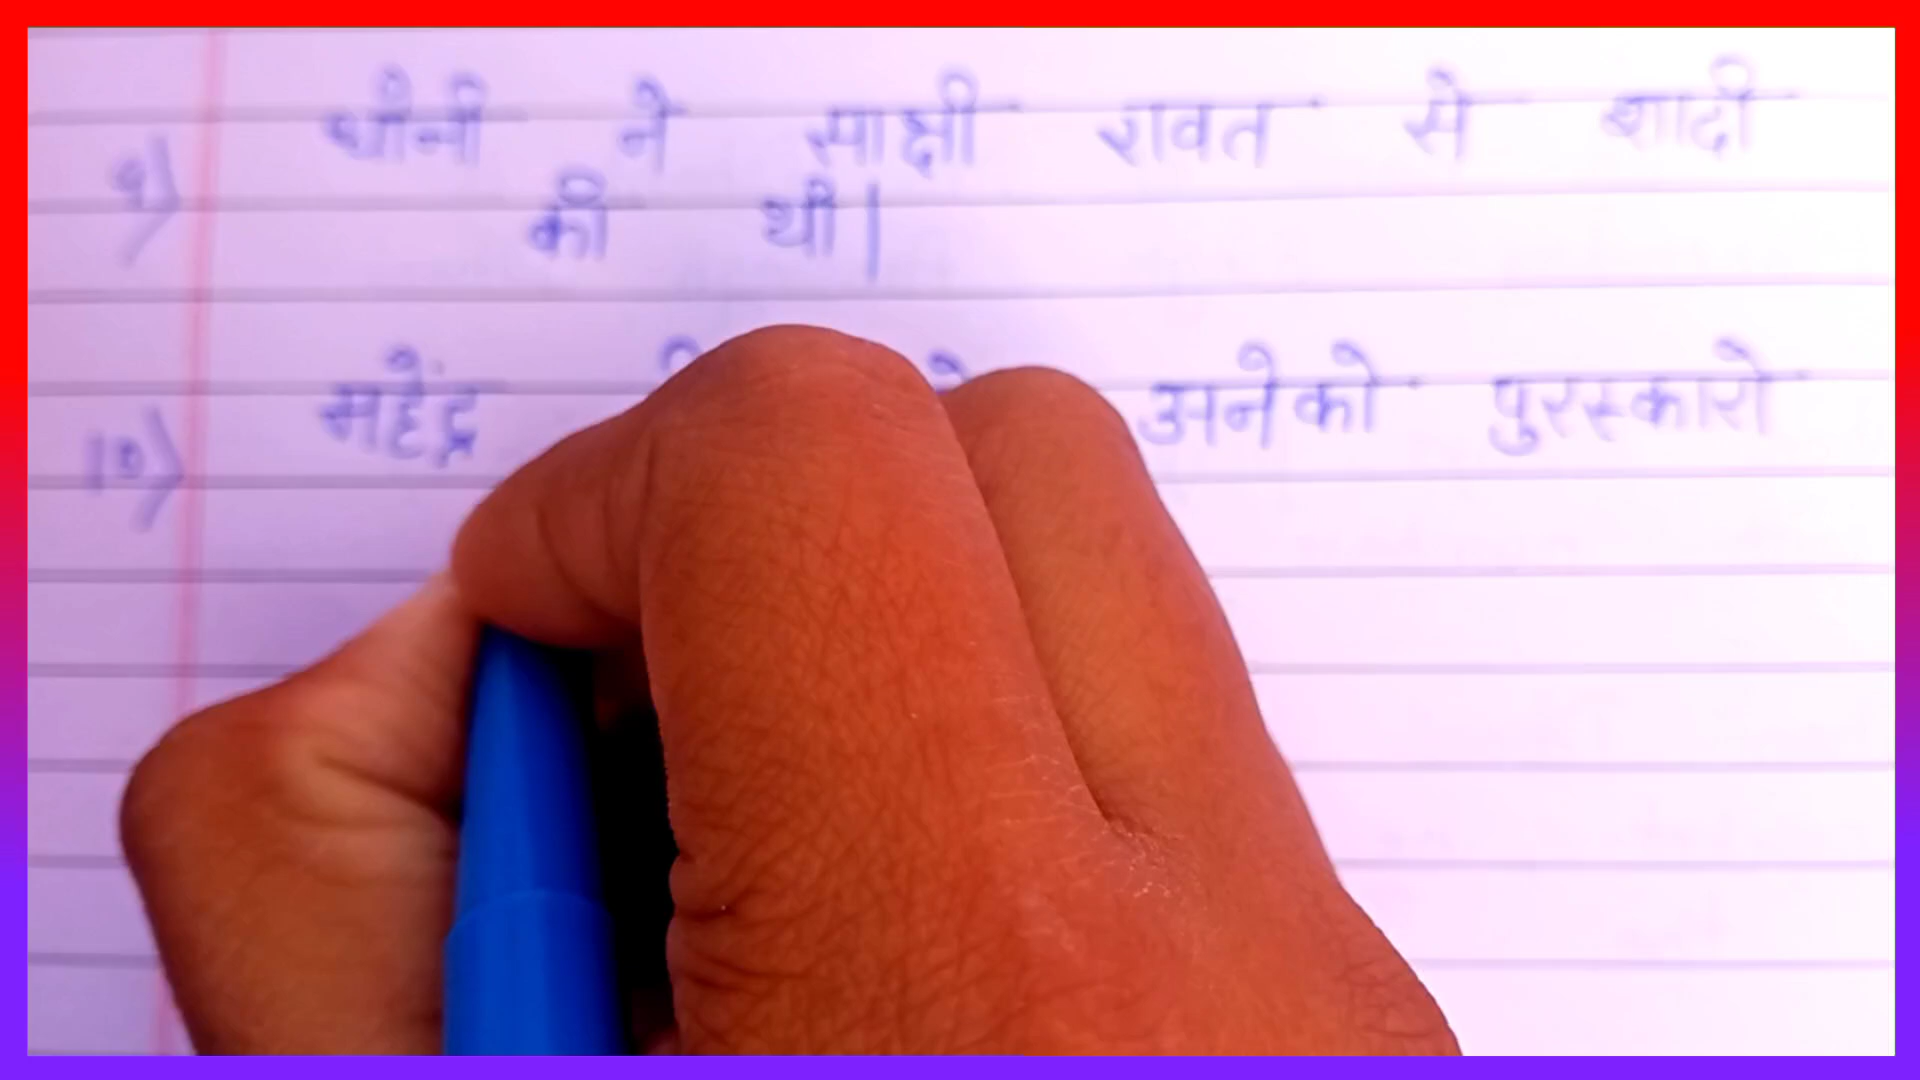 9) धोनी ने साक्षी रावत से शादी
की थी|
10) महेंद्र अनेको पुरस्कारो